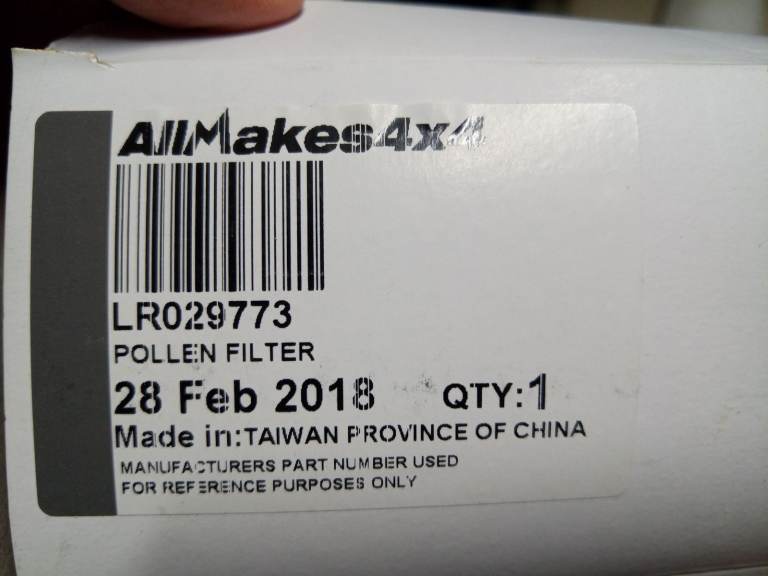 AllMakes4x4
LR029773
POLLEN FILTER
28 Feb 2018 QTY:1
Made in:TAIWAN PROVINCE OF CHINA
MANUFACTURERS PART NUMBER USED
FOR REFERENCE PURPOSES ONLY